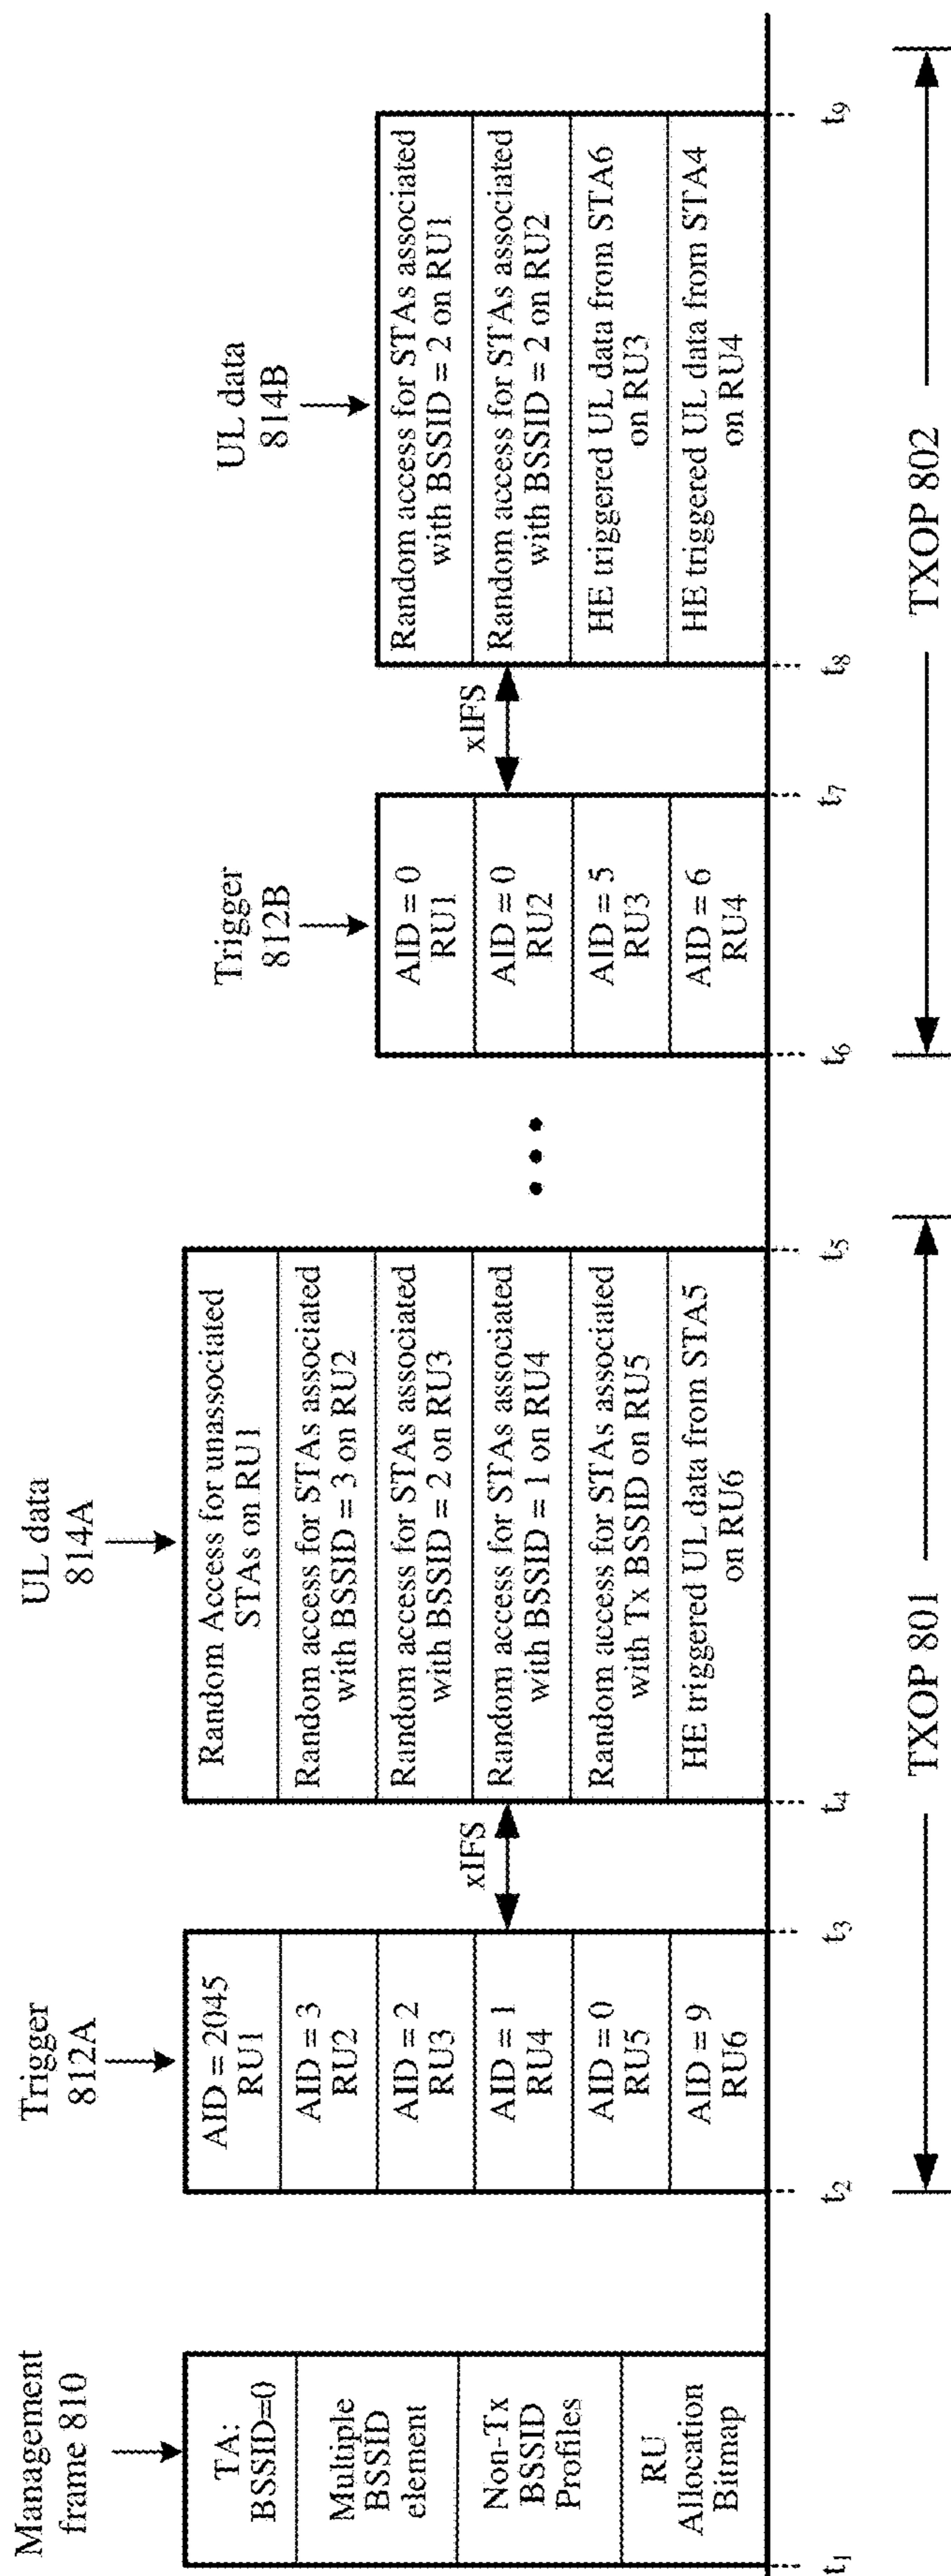 Management
frame 810
TA:
BSSID=0
Multiple
BSSID
element
Non-Tx
BSSID
Profiles
RU
Allocation
Bitmap
Trigger
812A
AID = 2045
RU1
AID = 3
RU2
AID = 2
RU3
AID = 1
RU4
AID = 0
RU5
AID = 9
RU6
xIFS
UL data
814A
Random Access for unassociated
STAs on RU1
Random access for STAs associated
with BSSID = 3 on RU2
Random access for STAs associated
with BSSID = 2 on RU3
Random access for STAs associated
with BSSID = 1 on RU4
Random access for STAs associated
with Tx BSSID on RU5
HE triggered UL data from STA5
on RU6
Trigger
812B
AID = 0
RU1
AID = 0
RU2
AID = 5
RU3
AID = 6
RU4
xIFS
UL data
814B
Random access for STAs associated
with BSSID = 2 on RU1
Random access for STAs associated
with BSSID = 2 on RU2
HE triggered UL data from STA6
on RU3
HE triggered UL data from STA4
on RU4
t1
t2
t3
t4
t5
t6
t7
t8
t9
TXOP 801
TXOP 802